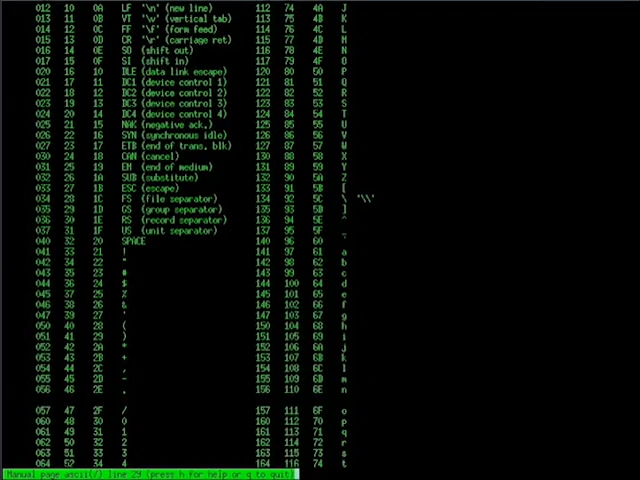 012 10 0A LF '\n' (new line) 112 74 4A J
013 11 0B VT '\v' (vertical tab) 113 75 4B K
014 12 0C FF '\f' (form feed) 114 76 4C L
015 13 0D CR '\r' (carriage ret) 115 77 4D M
016 14 0E SO (shift out) 116 78 4E N
017 15 0F SI (shift in) 117 79 4F O
020 16 10 DLE (data link escape) 120 80 50 P
021 17 11 DC1 (device control 1) 121 81 51 Q
022 18 12 DC2 (device control 2) 122 82 52 R
023 19 13 DC3 (device control 3) 123 83 53 S
024 20 14 DC4 (device control 4) 124 84 54 T
025 21 15 NAK (negative ack.) 125 85 55 U
026 22 16 SYN (synchronous idle) 126 86 56 V
027 23 17 ETB (end of trans. blk) 127 87 57 W
030 24 18 CAN (cancel) 130 88 58 X
031 25 19 EM (end of medium) 131 89 59 Y
032 26 1A SUB (substitute) 132 90 5A Z
033 27 1B ESC (escape) 133 91 5B [
034 28 1C FS (file separator) 134 92 5C \ '\\'
035 29 1D GS (group separator) 135 93 5D ]
036 30 1E RS (record separator) 136 94 5E ^
037 31 1F US (unit separator) 137 95 5F _
040 32 20 SPACE 140 96 60 `
041 33 21 ! 141 97 61 a
042 34 22 " 142 98 62 b
043 35 23 # 143 99 63 c
044 36 24 $ 144 100 64 d
045 37 25 % 145 101 65 e
046 38 26 & 146 102 66 f
047 39 27 ' 147 103 67 g
050 40 28 ( 150 104 68 h
051 41 29 ) 151 105 69 i
052 42 2A * 152 106 6A j
053 43 2B + 153 107 6B k
054 44 2C , 154 108 6C l
055 45 2D - 155 109 6D m
056 46 2E . 156 110 6E n
057 47 2F / 157 111 6F o
060 48 30 0 160 112 70 p
061 49 31 1 161 113 71 q
062 50 32 2 162 114 72 r
063 51 33 3 163 115 73 s
064 52 34 4 164 116 74 t
Manual page ascii(7) line 29 (press h for help or q to quit)